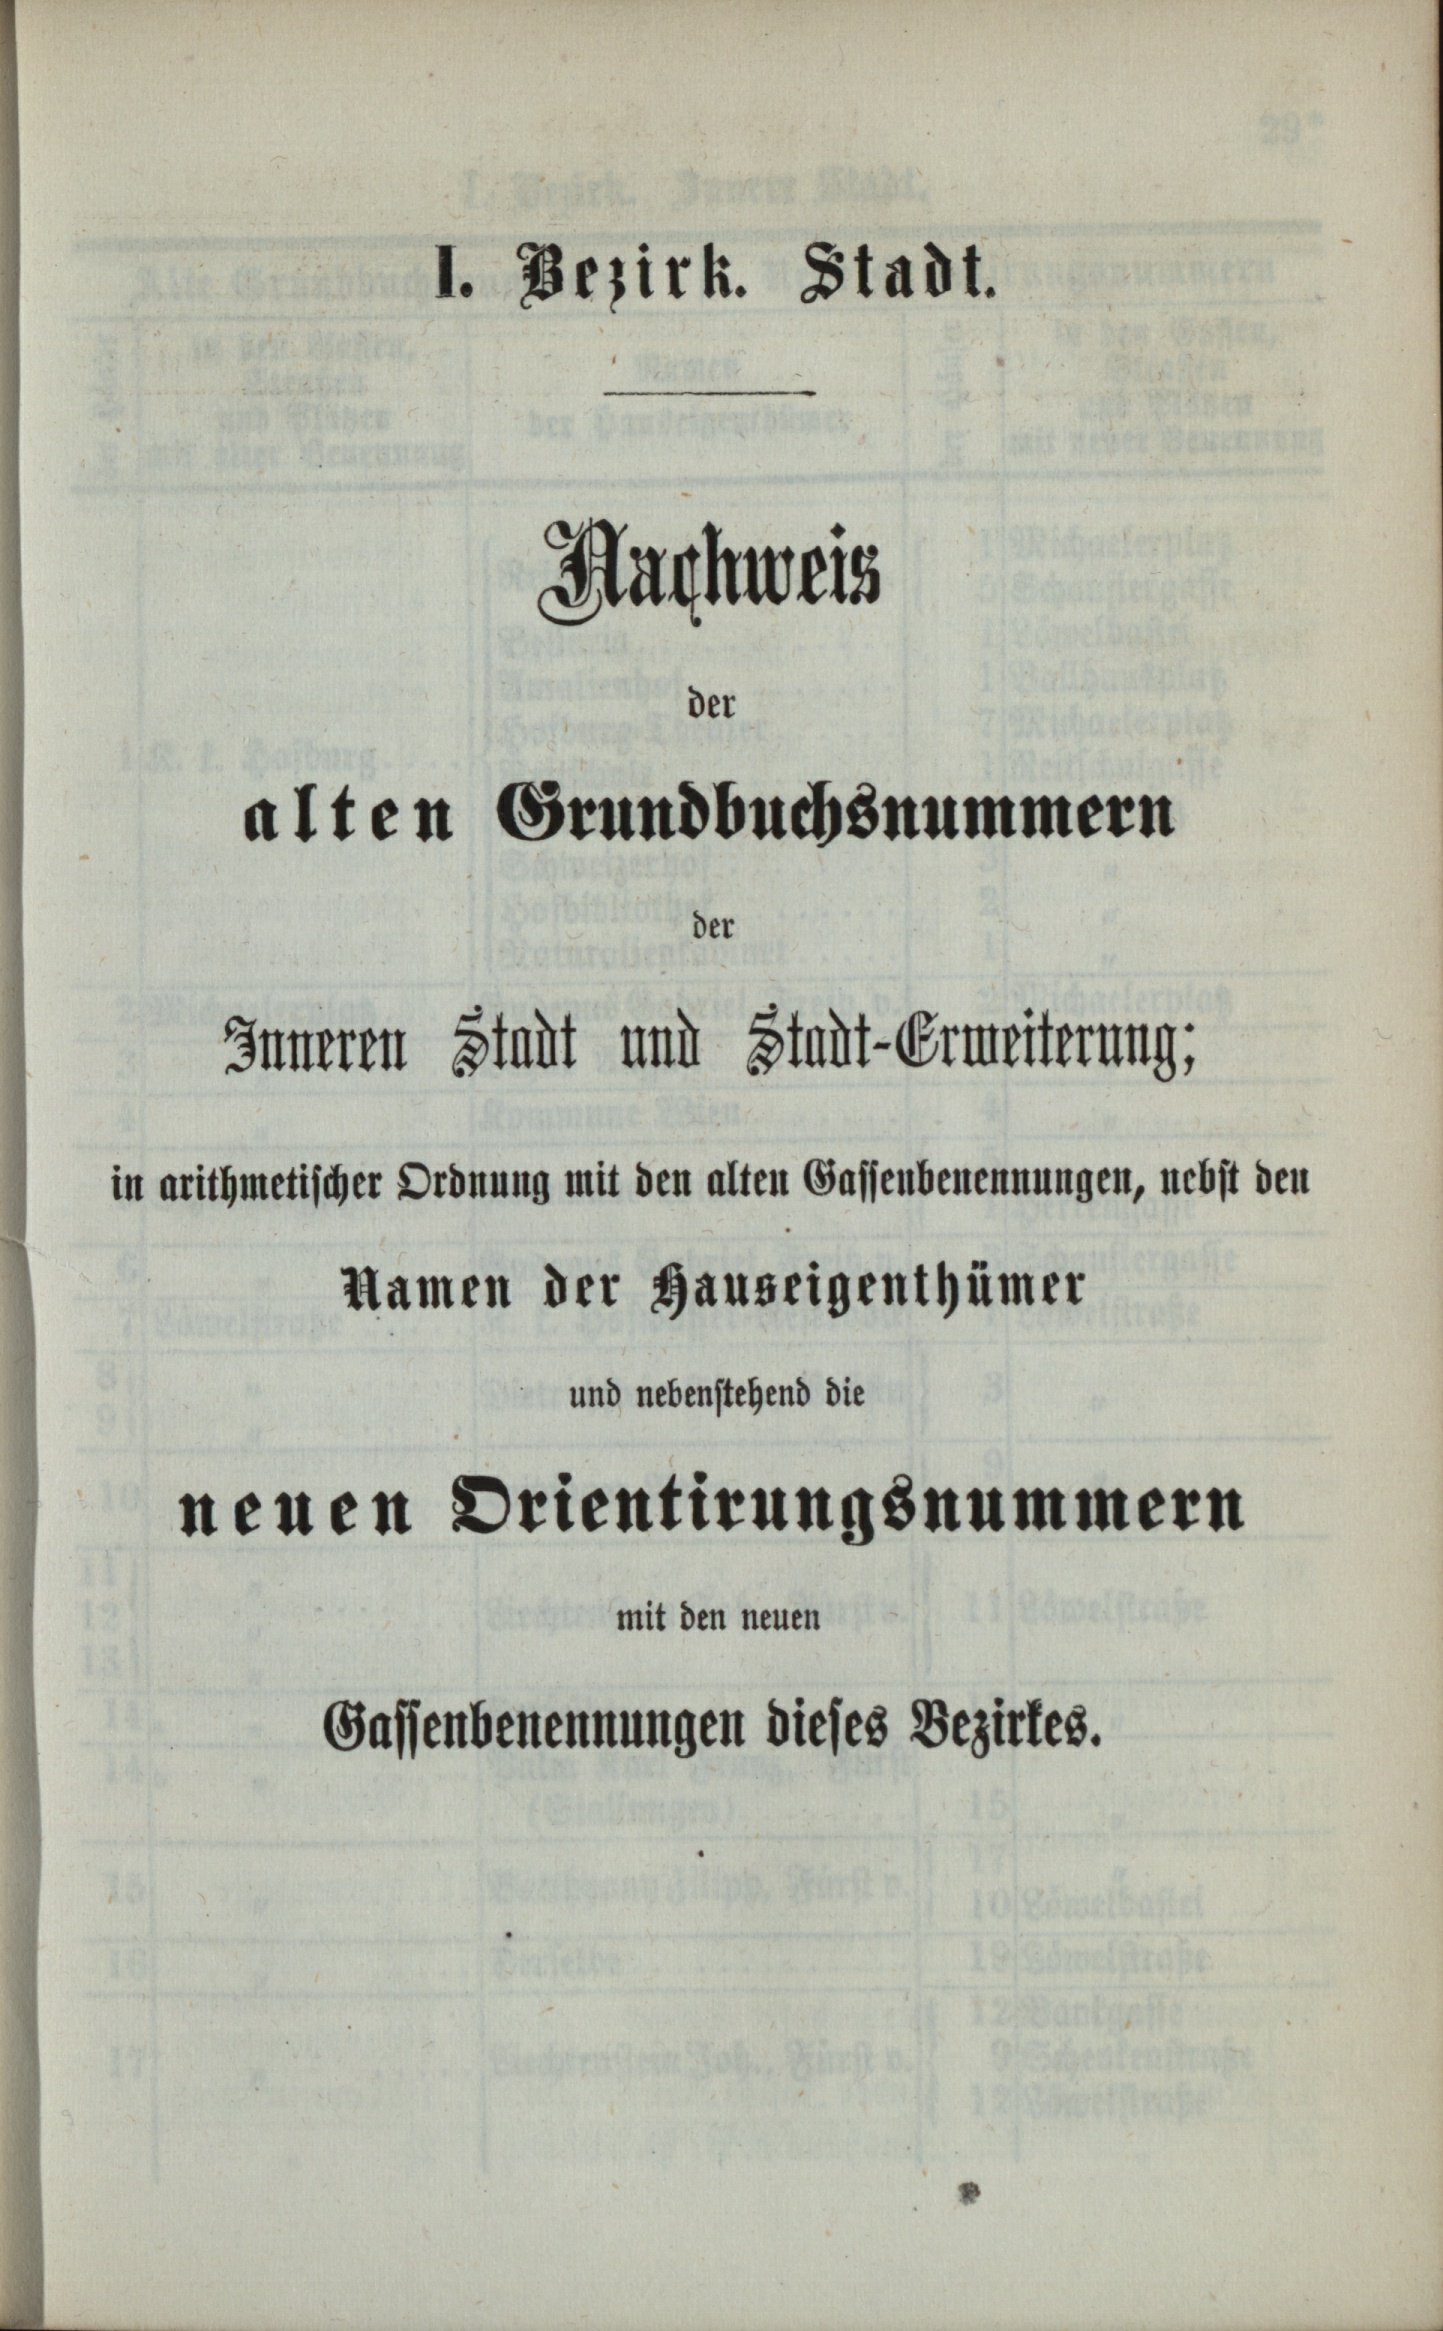 I. Bezirk. Stadt.
Nachweis
der
alten Grundbuchsnummern
der
Inneren Stadt und Stadt-Erweiterung;
in arithmetischer Ordnung mit den alten Gassenbenennungen, nebst den
Namen der Hauseigenthümer
und nebenstehend die
neuen Orientirungsnummern
mit den neuen
Gassenbenennungen dieses Bezirkes.